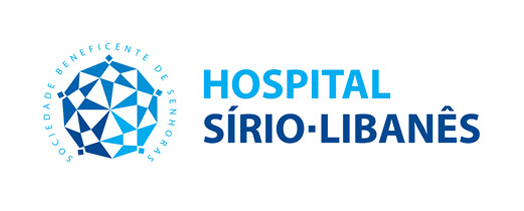 SOCIEDADE BENEFICENTE DE SENHORAS
HOSPITAL
SÍRIO·LIBANÊS